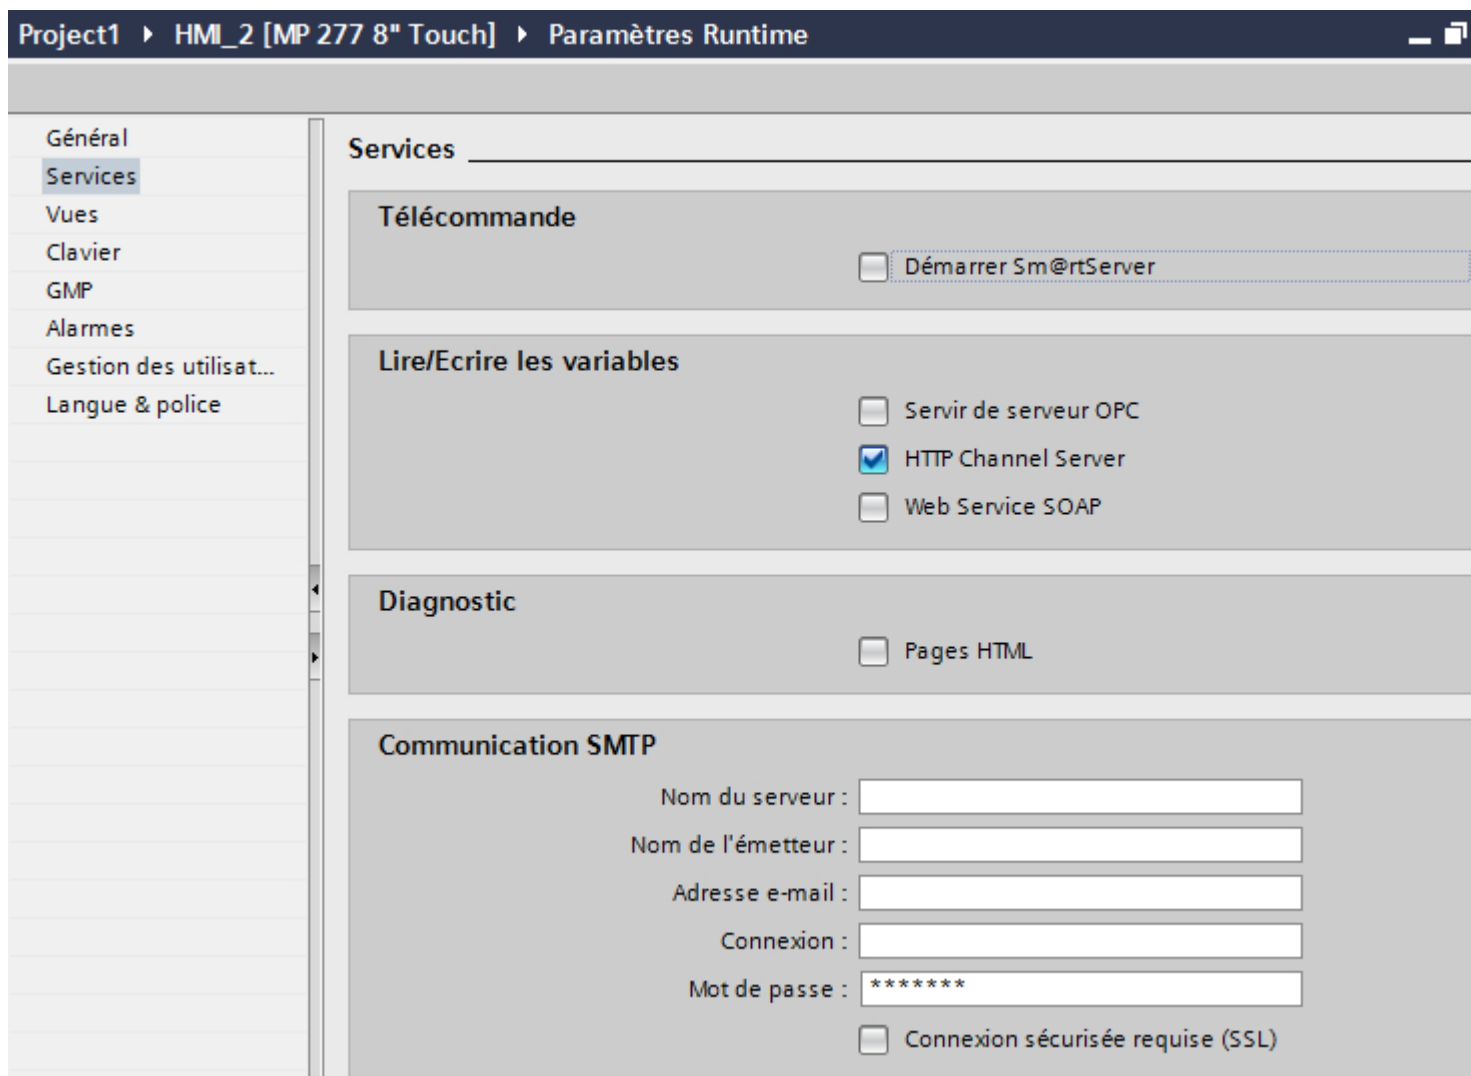 Project1 ▸ HMI_2 [MP 277 8" Touch] ▸ Paramètres Runtime
Général
Services
Vues
Clavier
GMP
Alarmes
Gestion des utilisat...
Langue & police
Services
Télécommande
Démarrer Sm@rtServer
Lire/Ecrire les variables
Servir de serveur OPC
HTTP Channel Server
Web Service SOAP
Diagnostic
Pages HTML
Communication SMTP
Nom du serveur :
Nom de l'émetteur :
Adresse e-mail :
Connexion :
Mot de passe : *******
Connexion sécurisée requise (SSL)